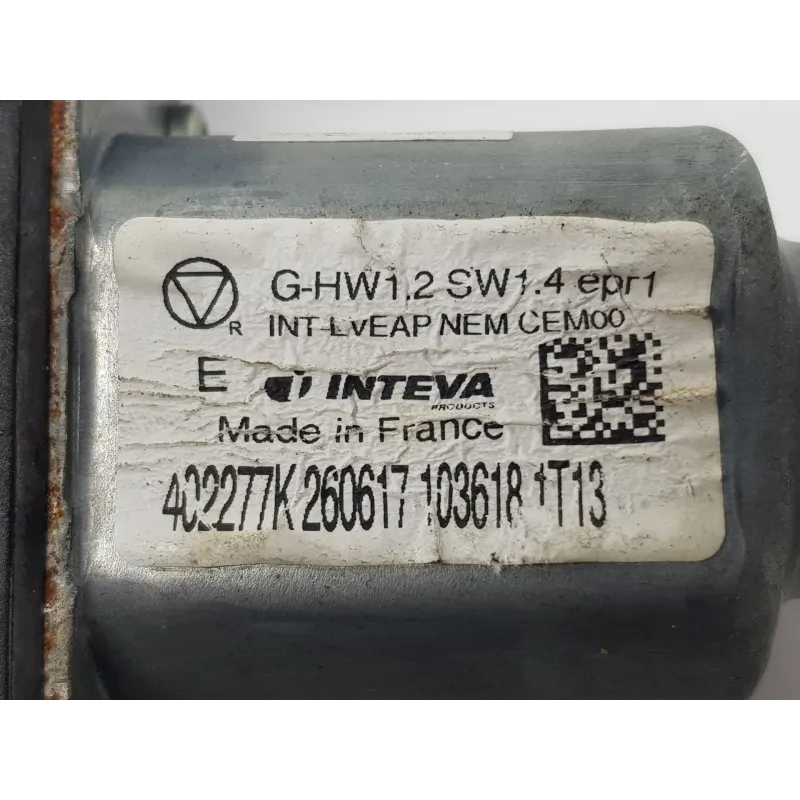 G-HW1.2 SW1.4 epr1
R
INT-LVEAP NEM CEM00
E INTEVA
PRODUCTS
Made in France
402277K 260617 103618 1T13